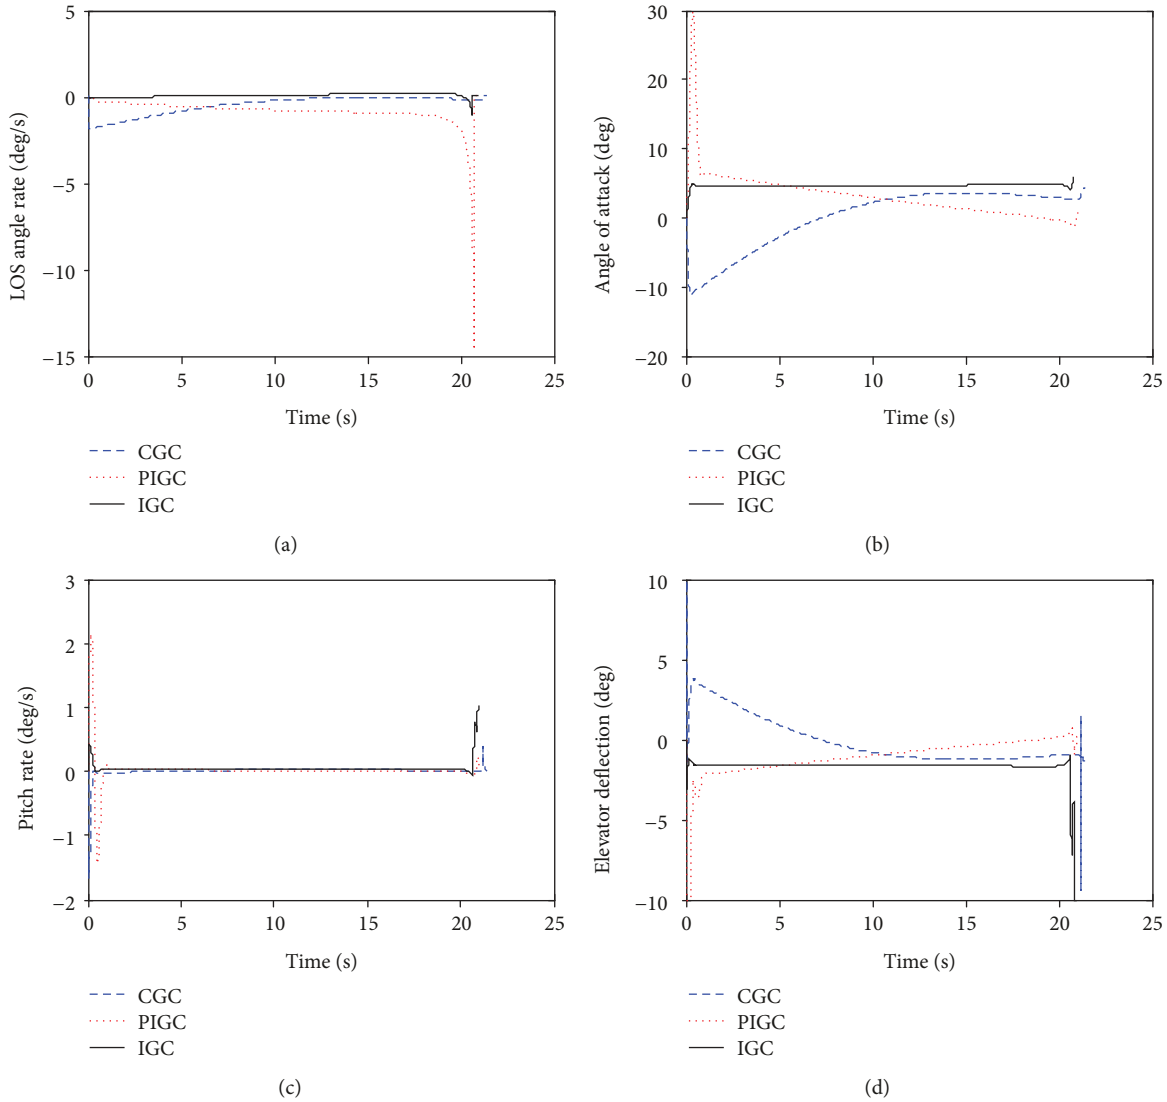 5
0
−5
−10
−15
LOS angle rate (deg/s)
0
5
10
15
20
25
Time (s)
CGC
PIGC
IGC
(a)
30
20
10
0
−10
−20
Angle of attack (deg)
0
5
10
15
20
25
Time (s)
CGC
PIGC
IGC
(b)
3
2
1
0
−1
−2
Pitch rate (deg/s)
0
5
10
15
20
25
Time (s)
CGC
PIGC
IGC
(c)
10
5
0
−5
−10
Elevator deflection (deg)
0
5
10
15
20
25
Time (s)
CGC
PIGC
IGC
(d)